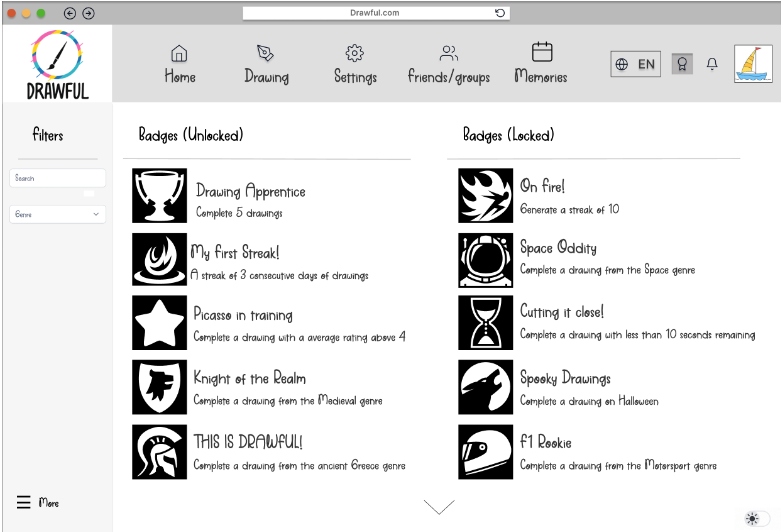 Drawful.com
DRAWFUL
Home
Drawing
Settings
Friends/groups
Memories
EN
Filters
Search
Genre
More
Badges (Unlocked)
Drawing Apprentice
Complete 5 drawings
My First Streak!
A streak of 3 consecutive days of drawings
Picasso in training
Complete a drawing with a average rating above 4
Knight of the Realm
Complete a drawing from the Medieval genre
THIS IS DRAWFUL!
Complete a drawing from the ancient Greece genre
Badges (Locked)
On fire!
Generate a streak of 10
Space Oddity
Complete a drawing from the Space genre
Cutting it close!
Complete a drawing with less than 10 seconds remaining
Spooky Drawings
Complete a drawing on Halloween
F1 Rookie
Complete a drawing from the Motorsport genre